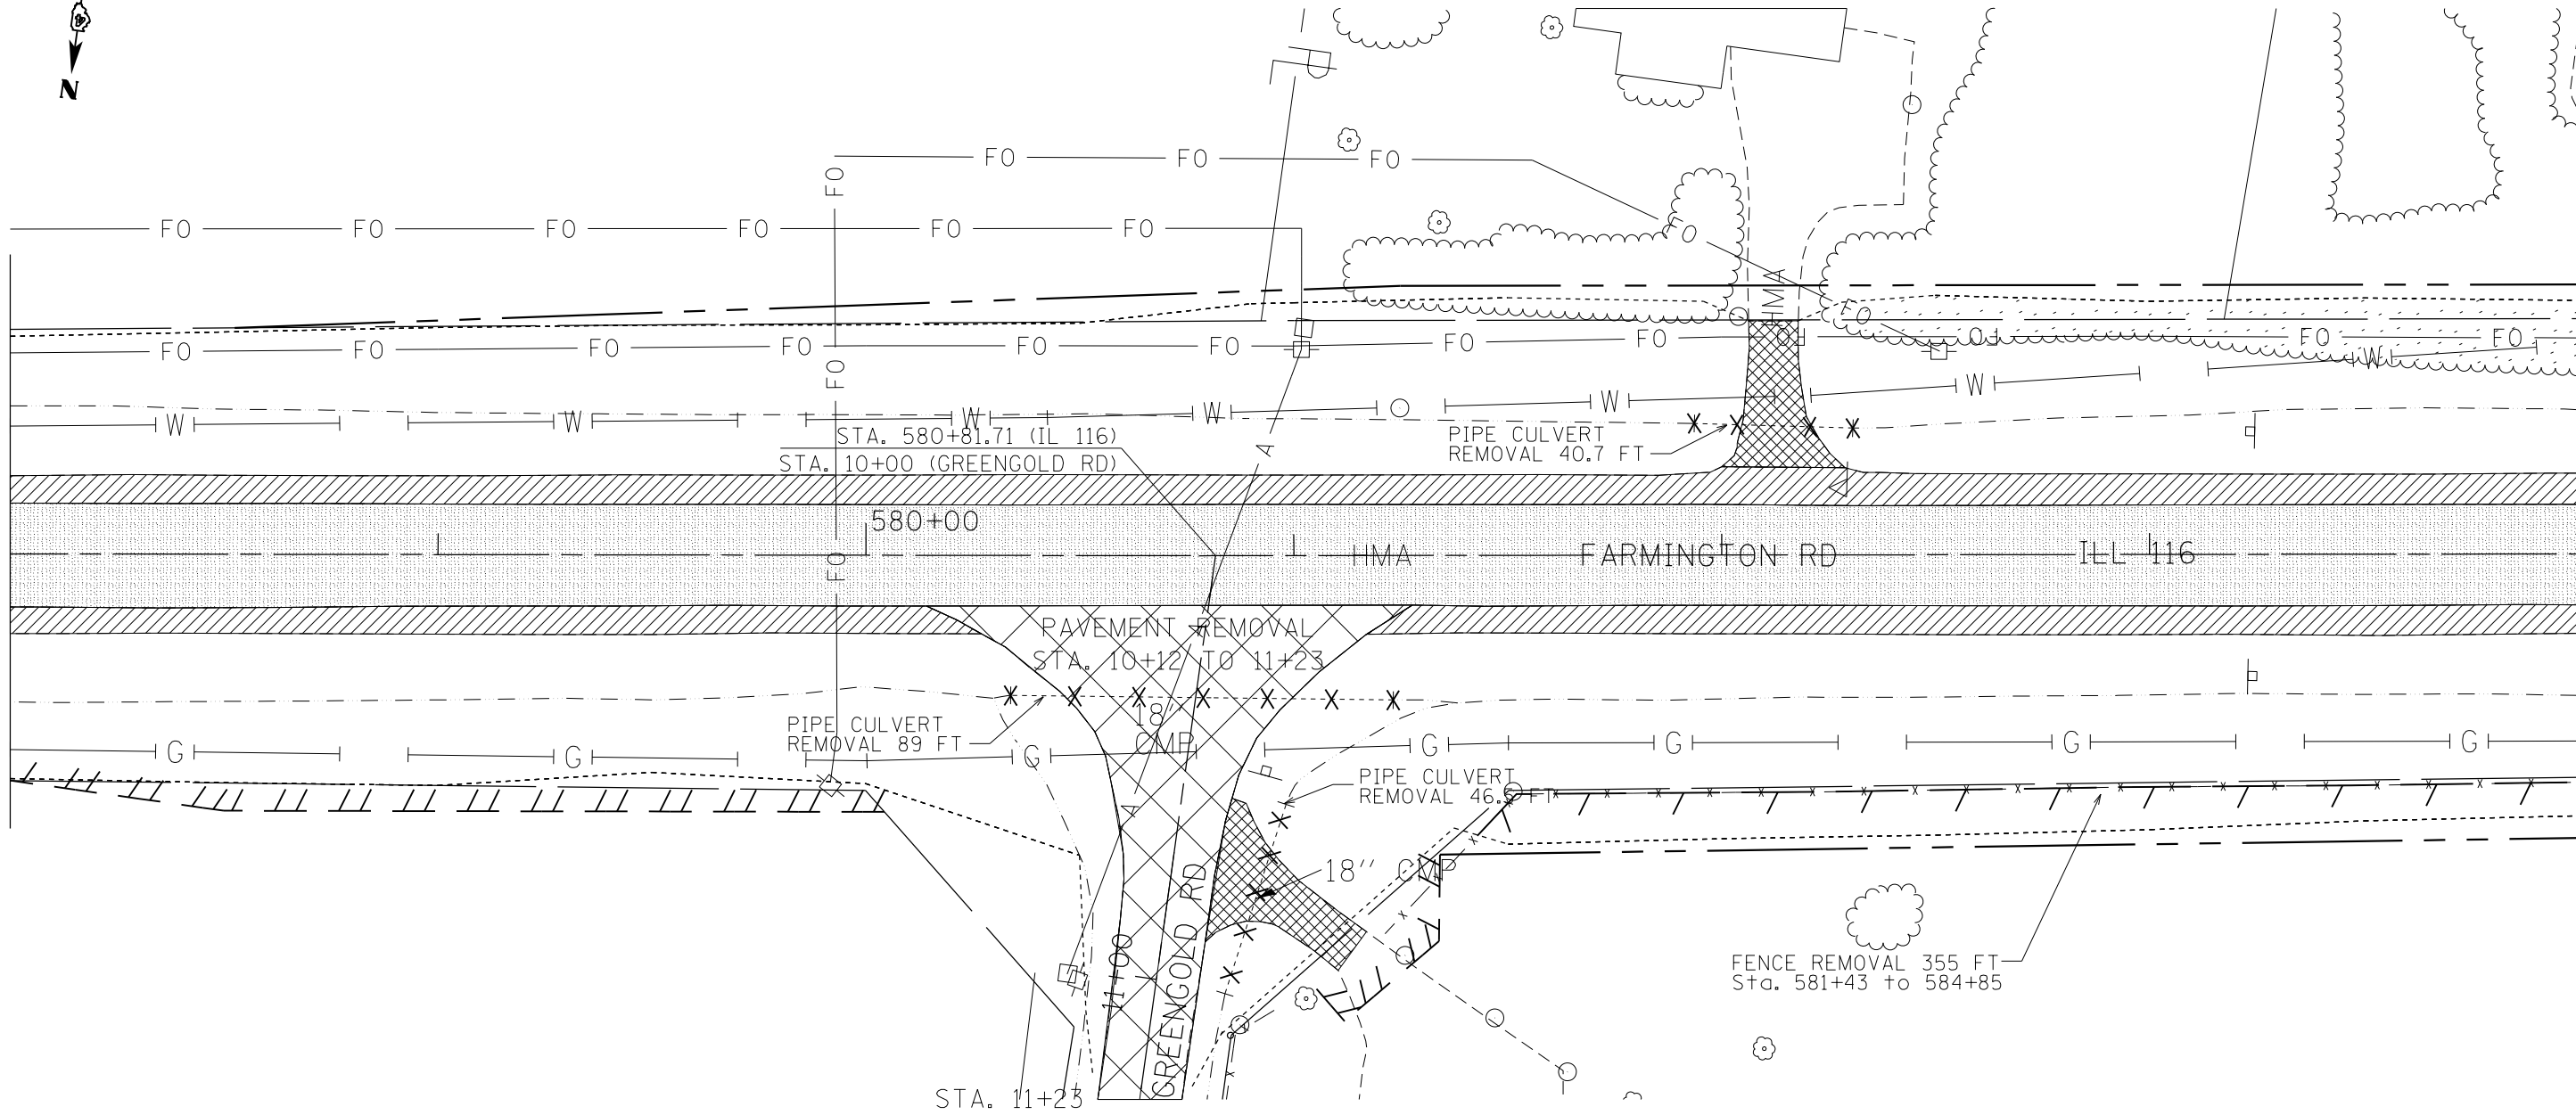 N
FO FO FO
FO
FO FO FO FO FO FO
FO
HMA
FO
FO FO FO FO FO FO FO FO FO FO
FO
W W W W W W W
STA. 580+81.71 (IL 116)
STA. 10+00 (GREENGOLD RD)
A
PIPE CULVERT
REMOVAL 40.7 FT
580+00
FO
HMA FARMINGTON RD ILL 116
A
PAVEMENT REMOVAL
STA. 10+12 TO 11+23
18
CMP
PIPE CULVERT
REMOVAL 89 FT
G G G G G G
PIPE CULVERT
REMOVAL 46.5 FT
A
18" CMP
11+00
GREENGOLD RD
FENCE REMOVAL 355 FT
Sta. 581+43 to 584+85
STA. 11+23